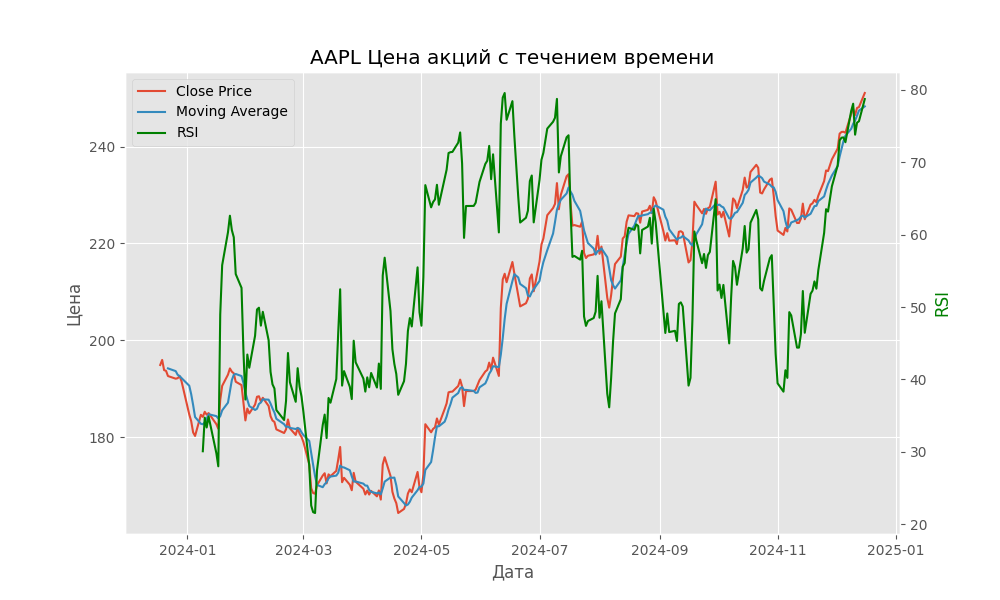 AAPL Цена акций с течением времени
Close Price
Moving Average
RSI
240
220
200
180
Цена
80
70
60
50
40
30
20
RSI
2024-01
2024-03
2024-05
2024-07
2024-09
2024-11
2025-01
Дата